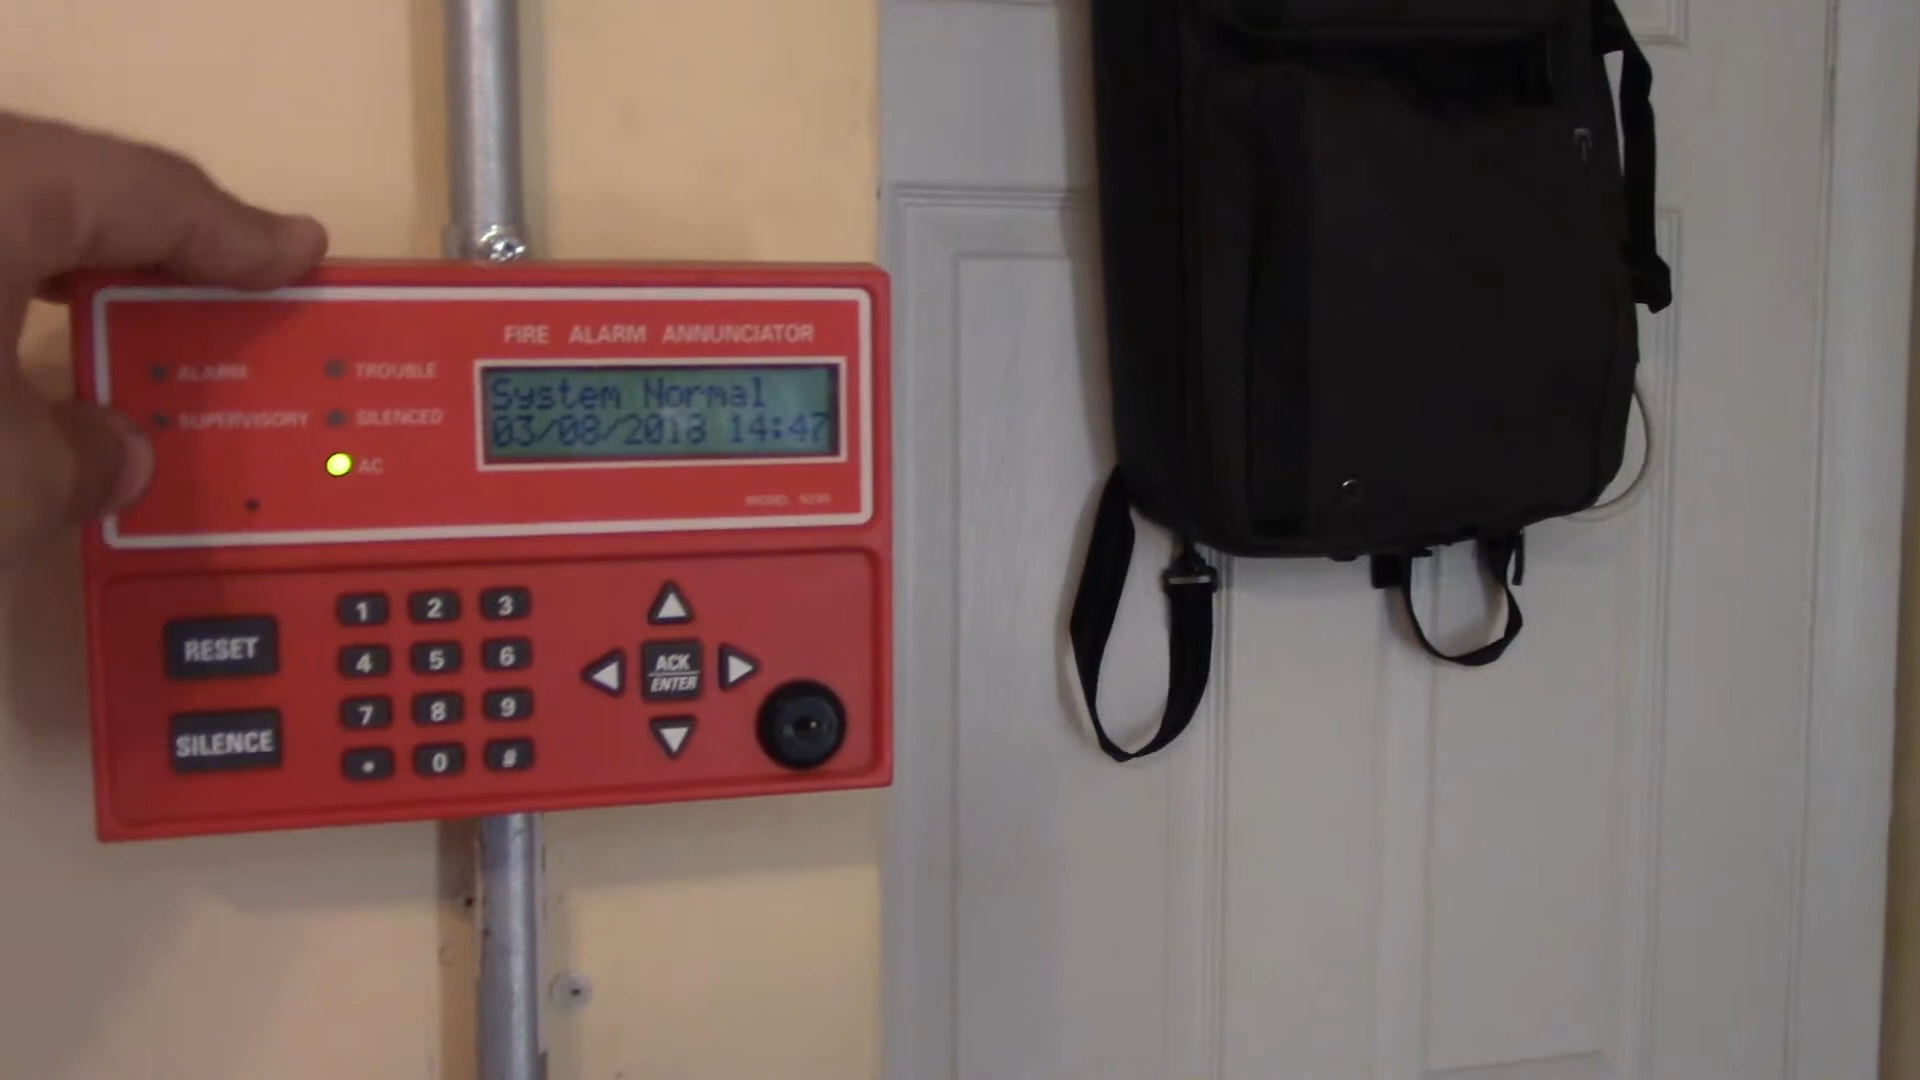 FIRE ALARM ANNUNCIATOR
ALARM
TROUBLE
SUPERVISORY
SILENCED
AC
System Normal
03/08/2018 14:47
MODEL
RESET
SILENCE
1 2 3
4 5 6
7 8 9
* 0 #
ACK
ENTER